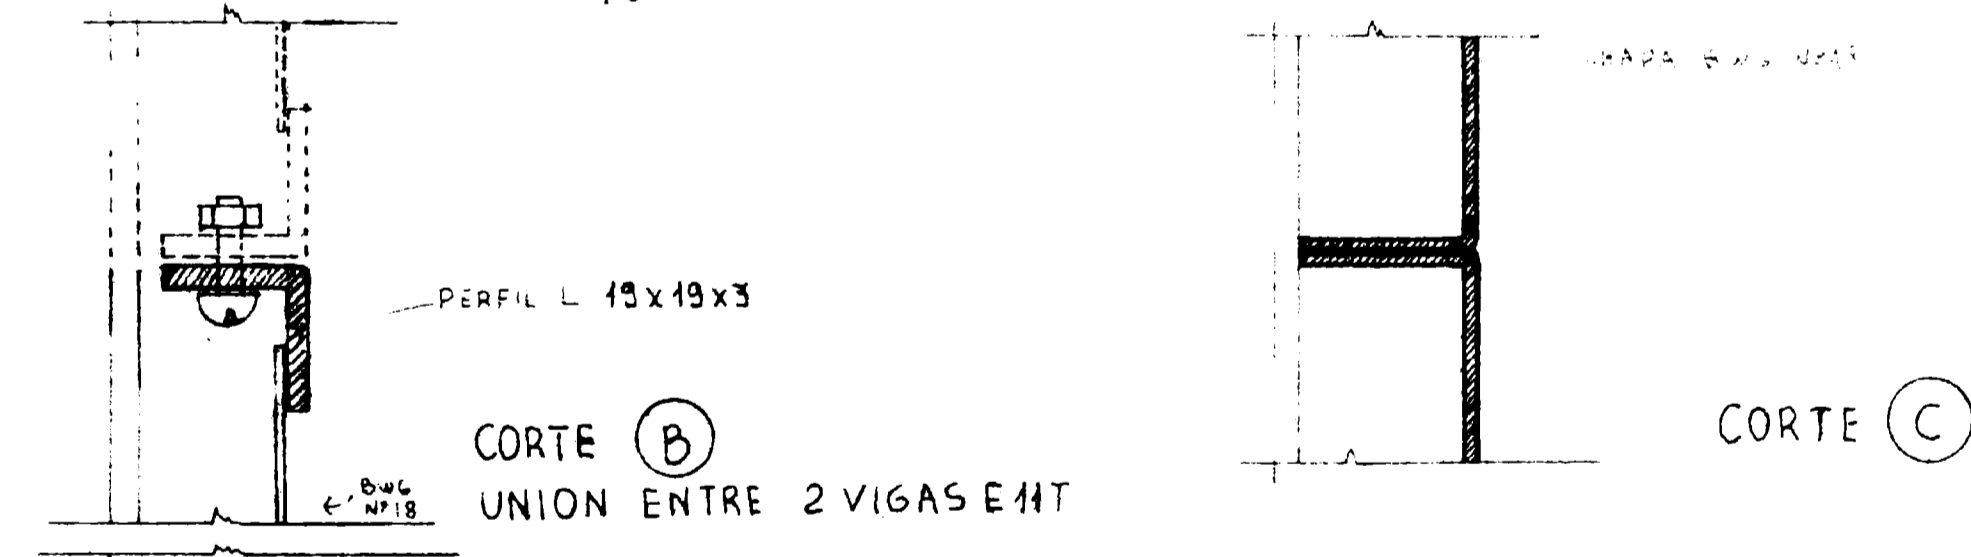 PERFIL L 19x19x3
CORTE B
UNION ENTRE 2 VIGAS E11T
BWG
Nº18
CORTE C